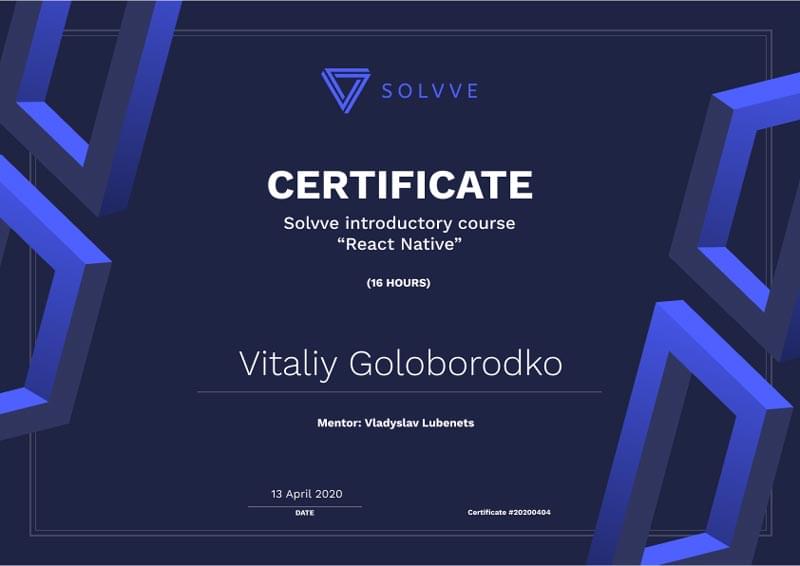 SOLVVE
CERTIFICATE
Solvve introductory course
“React Native”
(16 HOURS)
Vitaliy Goloborodko
Mentor: Vladyslav Lubenets
13 April 2020
DATE
Certificate #20200404